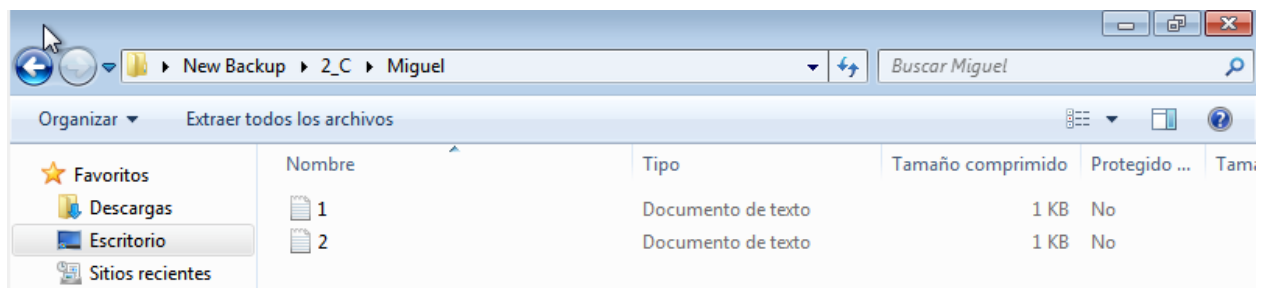 New Backup 2_C Miguel Buscar Miguel
Organizar Extraer todos los archivos
Favoritos Nombre Tipo Tamaño comprimido Protegido ... Tama
Descargas 1 Documento de texto 1 KB No
Escritorio 2 Documento de texto 1 KB No
Sitios recientes